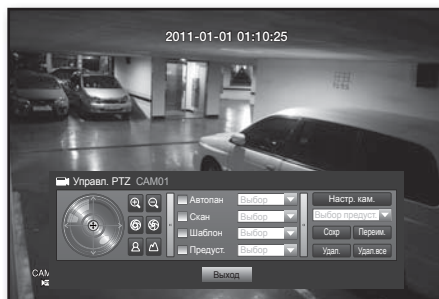 2011-01-01 01:10:25
Управл. PTZ CAM01
Автопан Выбор Настр. кам.
Скан Выбор Выбор предуст.
Шаблон Выбор Сохр Переим.
Предуст. Выбор Удал. Удал.все
CAM
Выход